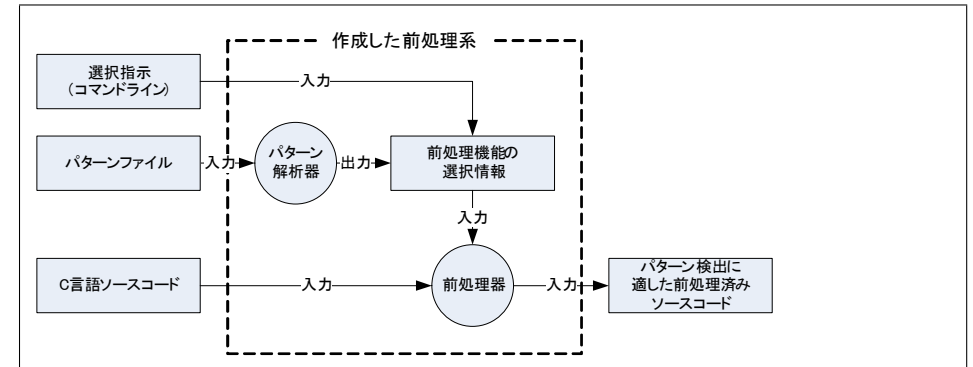 作成した前処理系
選択指示
(コマンドライン)
入力
パターンファイル
入力
パターン
解析器
出力
前処理機能の
選択情報
入力
C言語ソースコード
入力
前処理器
入力
パターン検出に
適した前処理済み
ソースコード